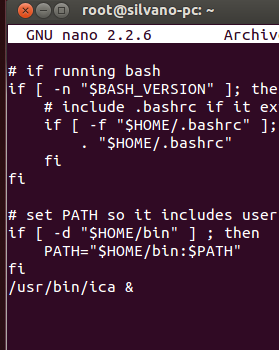 root@silvano-pc: ~
GNU nano 2.2.6 Archiv
# if running bash
if [ -n "$BASH_VERSION" ]; the
# include .bashrc if it ex
if [ -f "$HOME/.bashrc" ];
. "$HOME/.bashrc"
fi
fi
# set PATH so it includes user
if [ -d "$HOME/bin" ] ; then
PATH="$HOME/bin:$PATH"
fi
/usr/bin/ica &